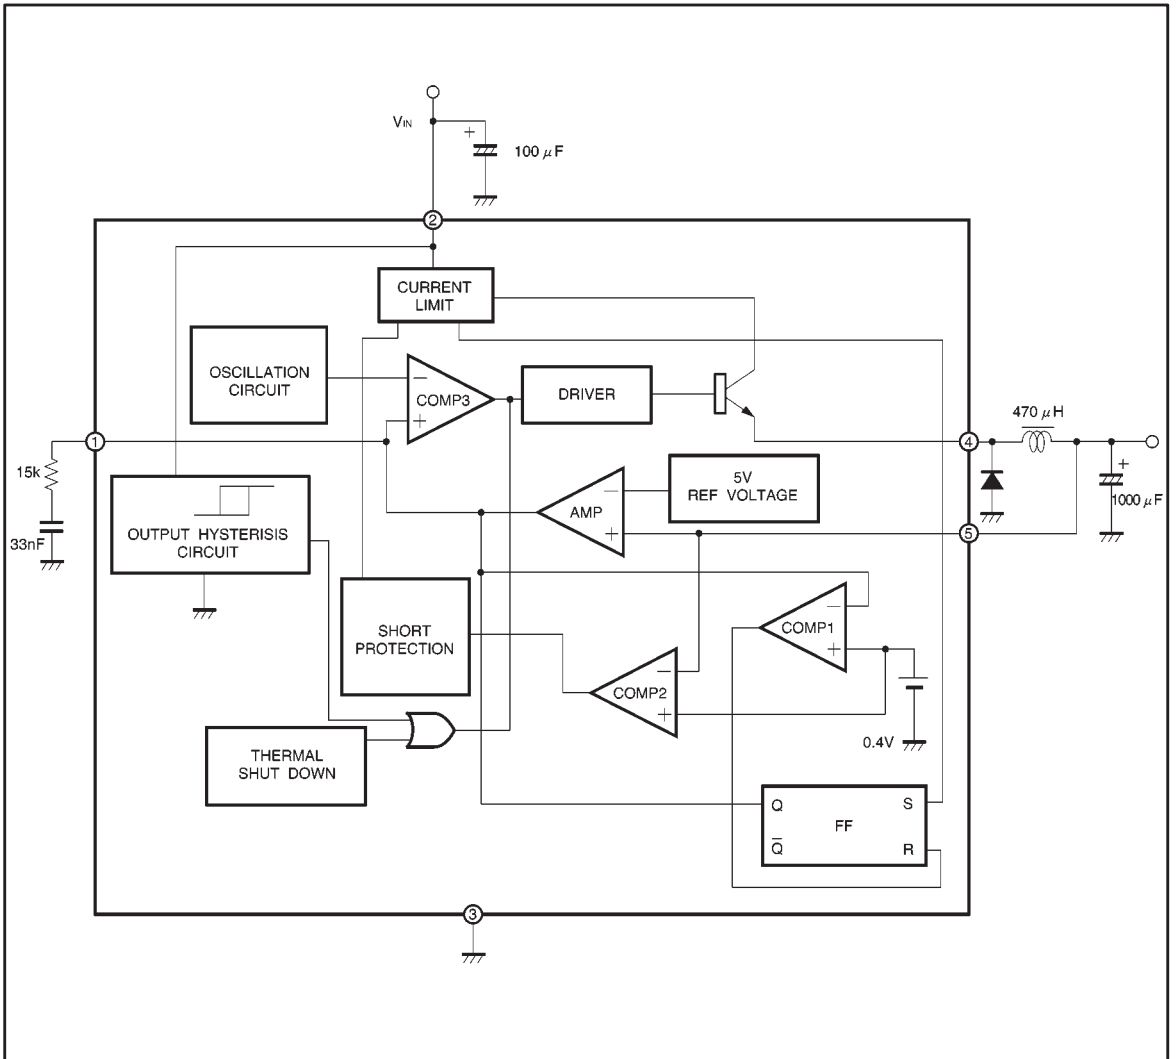 VIN
+
100 μF
2
CURRENT
LIMIT
OSCILLATION
CIRCUIT
−
COMP3
+
DRIVER
1
4
470 μH
15k
33nF
OUTPUT HYSTERISIS
CIRCUIT
5V
REF VOLTAGE
−
AMP
+
5
+
1000 μF
SHORT
PROTECTION
−
COMP1
+
−
COMP2
+
0.4V
THERMAL
SHUT DOWN
Q S
FF
Q̅ R
3